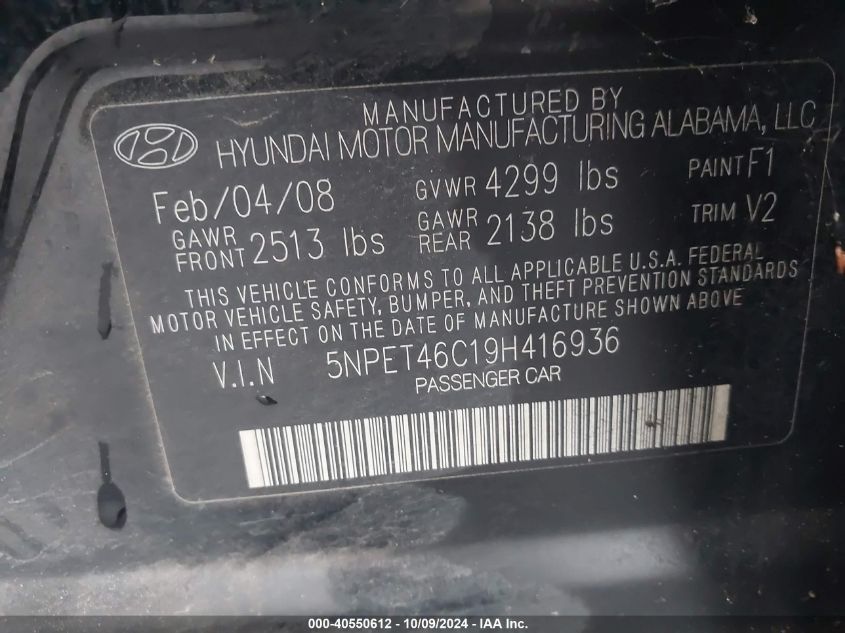 MANUFACTURED BY
HYUNDAI MOTOR MANUFACTURING ALABAMA, LLC
Feb/04/08 GVWR 4299 lbs PAINT F1
GAWR FRONT 2513 lbs GAWR REAR 2138 lbs TRIM V2
THIS VEHICLE CONFORMS TO ALL APPLICABLE U.S.A. FEDERAL
MOTOR VEHICLE SAFETY, BUMPER, AND THEFT PREVENTION STANDARDS
IN EFFECT ON THE DATE OF MANUFACTURE SHOWN ABOVE
V.I.N 5NPET46C19H416936
PASSENGER CAR
000-40550612 - 10/09/2024 - IAA Inc.